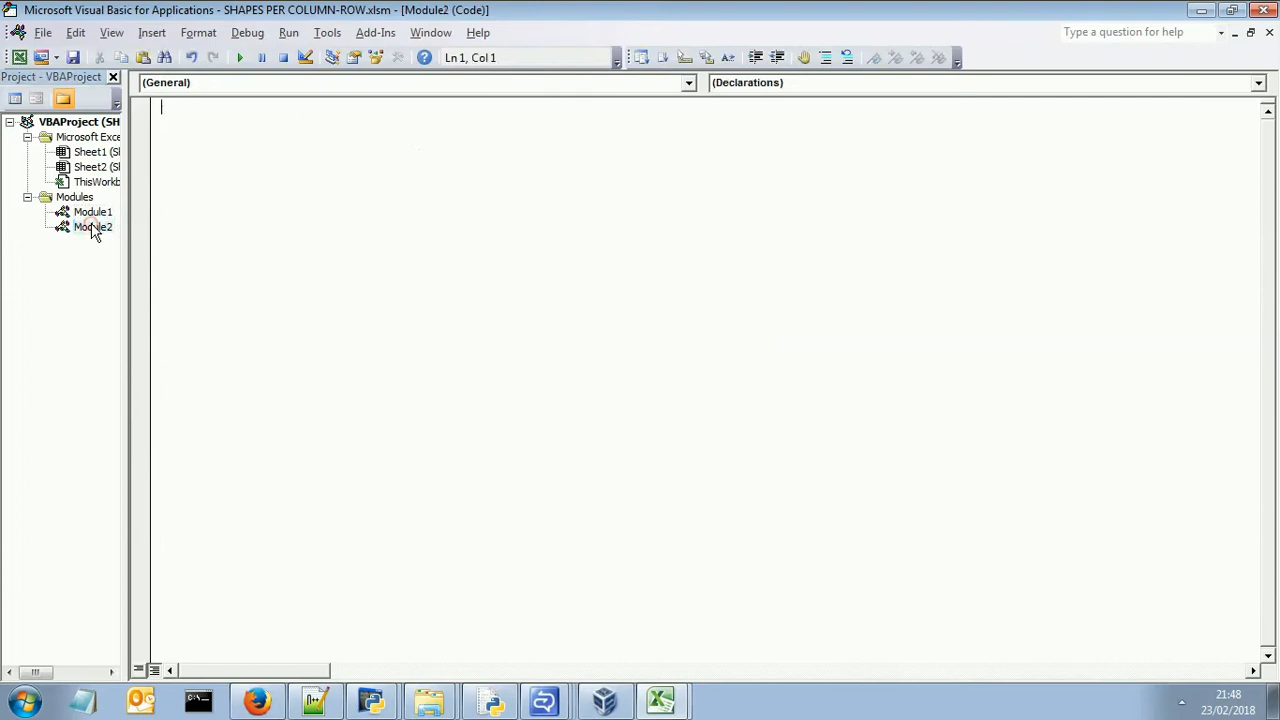 Microsoft Visual Basic for Applications - SHAPES PER COLUMN-ROW.xlsm - [Module2 (Code)]
File Edit View Insert Format Debug Run Tools Add-Ins Window Help
Type a question for help
Ln 1, Col 1
Project - VBAProject
(General)
(Declarations)
VBAProject (SH
Microsoft Exce
Sheet1 (Sl
Sheet2 (Sl
ThisWorkb
Modules
Module1
Module2
21:48
23/02/2018